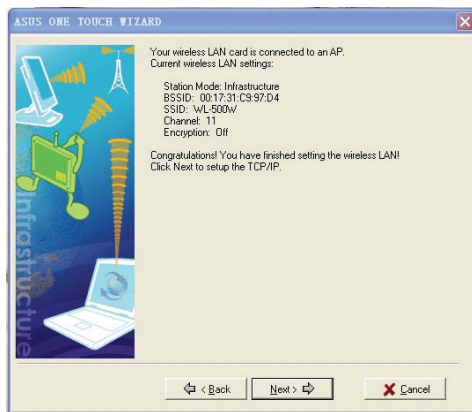 ASUS ONE TOUCH WIZARD
Your wireless LAN card is connected to an AP.
Current wireless LAN settings:
Station Mode: Infrastructure
BSSID: 00:17:31:C9:97:D4
SSID: WL-500W
Channel: 11
Encryption: Off
Congratulations! You have finished setting the wireless LAN!
Click Next to setup the TCP/IP.
Infrastructure
< Back
Next >
Cancel